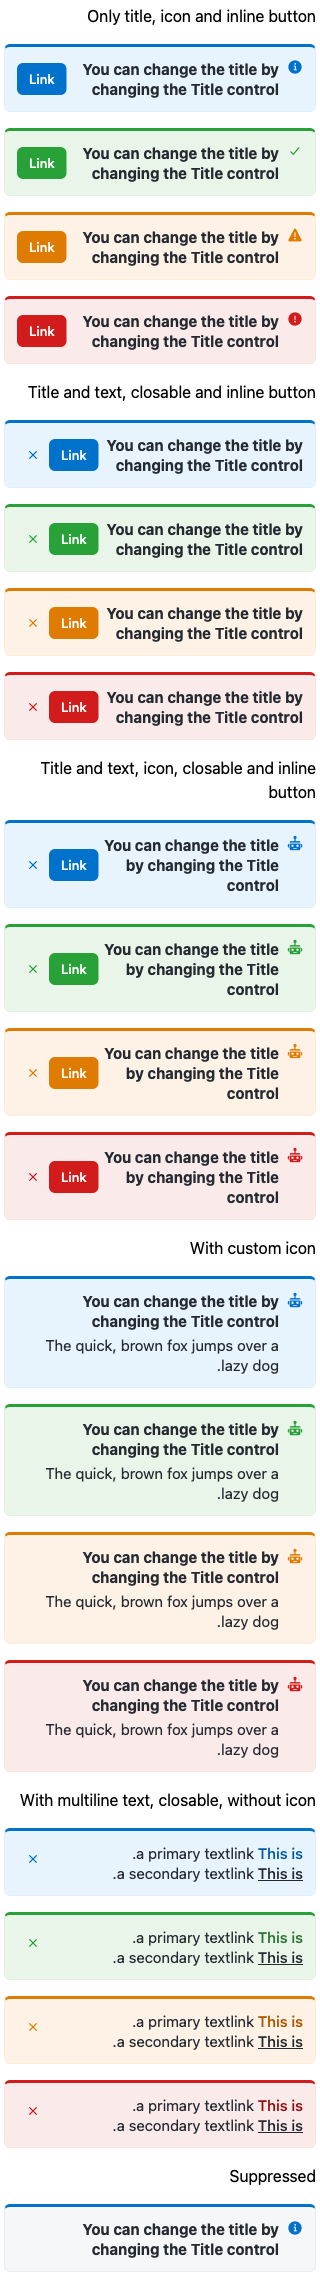 Only title, icon and inline button
You can change the title by
changing the Title control
Link
You can change the title by
changing the Title control
Link
You can change the title by
changing the Title control
Link
You can change the title by
changing the Title control
Link
Title and text, closable and inline button
You can change the title by
changing the Title control
Link
You can change the title by
changing the Title control
Link
You can change the title by
changing the Title control
Link
You can change the title by
changing the Title control
Link
Title and text, icon, closable and inline
button
You can change the title
by changing the Title
control
Link
You can change the title
by changing the Title
control
Link
You can change the title
by changing the Title
control
Link
You can change the title
by changing the Title
control
Link
With custom icon
You can change the title by
changing the Title control
The quick, brown fox jumps over a
.lazy dog
You can change the title by
changing the Title control
The quick, brown fox jumps over a
.lazy dog
You can change the title by
changing the Title control
The quick, brown fox jumps over a
.lazy dog
You can change the title by
changing the Title control
The quick, brown fox jumps over a
.lazy dog
With multiline text, closable, without icon
.a primary textlink This is
.a secondary textlink This is
.a primary textlink This is
.a secondary textlink This is
.a primary textlink This is
.a secondary textlink This is
.a primary textlink This is
.a secondary textlink This is
Suppressed
You can change the title by
changing the Title control